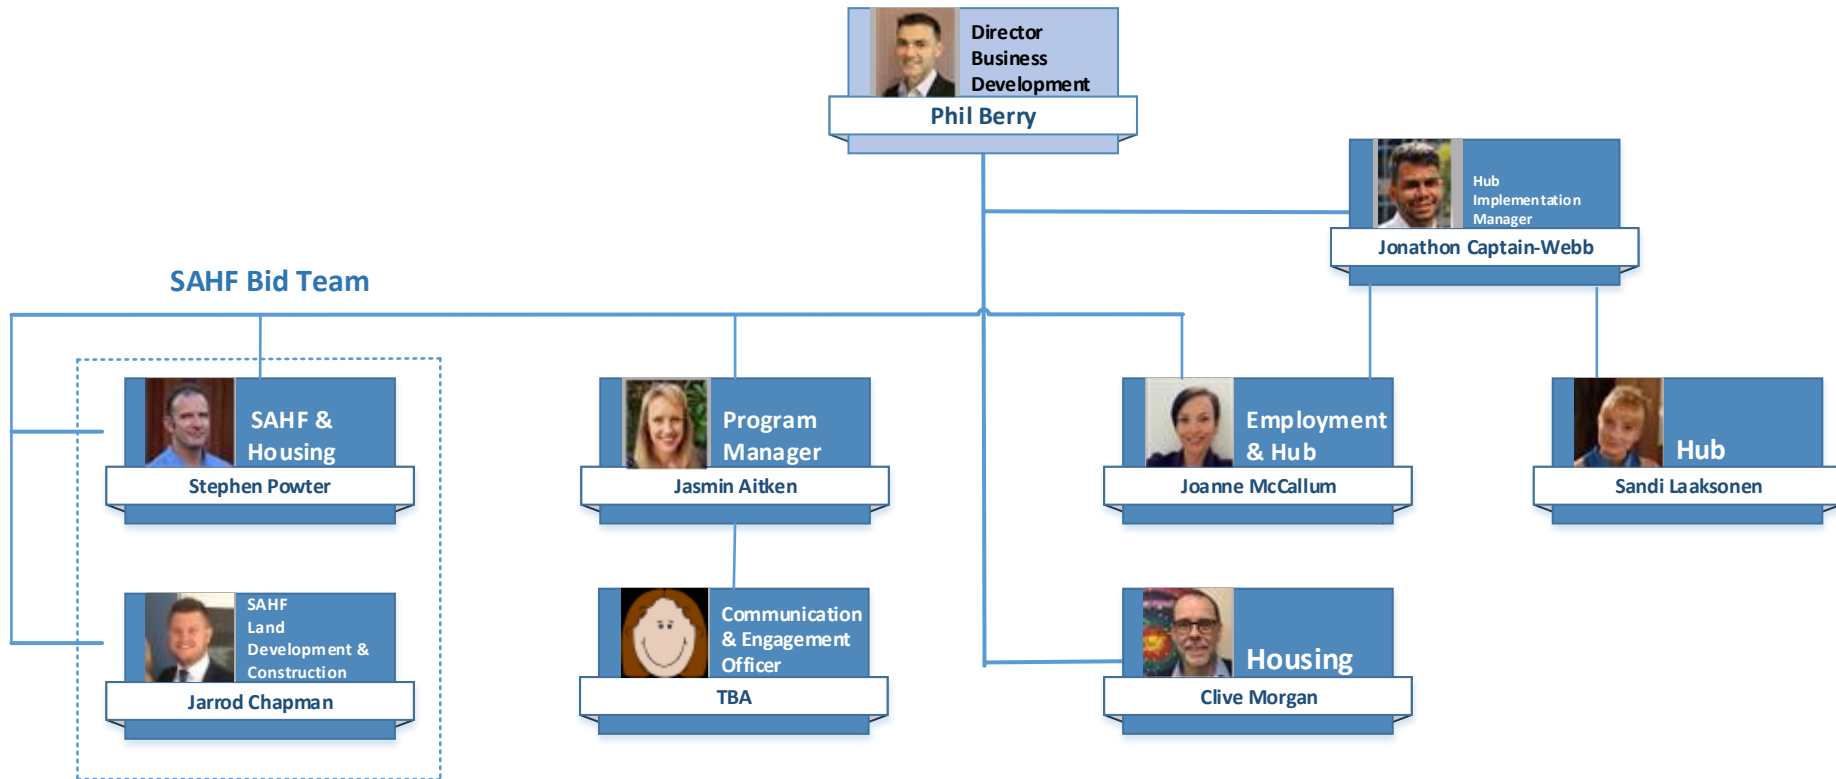 Director
Business
Development
Phil Berry
Hub
Implementation
Manager
Jonathon Captain-Webb
SAHF Bid Team
SAHF &
Housing
Stephen Powter
Program
Manager
Jasmin Aitken
Employment
& Hub
Joanne McCallum
Hub
Sandi Laaksonen
SAHF
Land
Development &
Construction
Jarrod Chapman
Communication
& Engagement
Officer
TBA
Housing
Clive Morgan